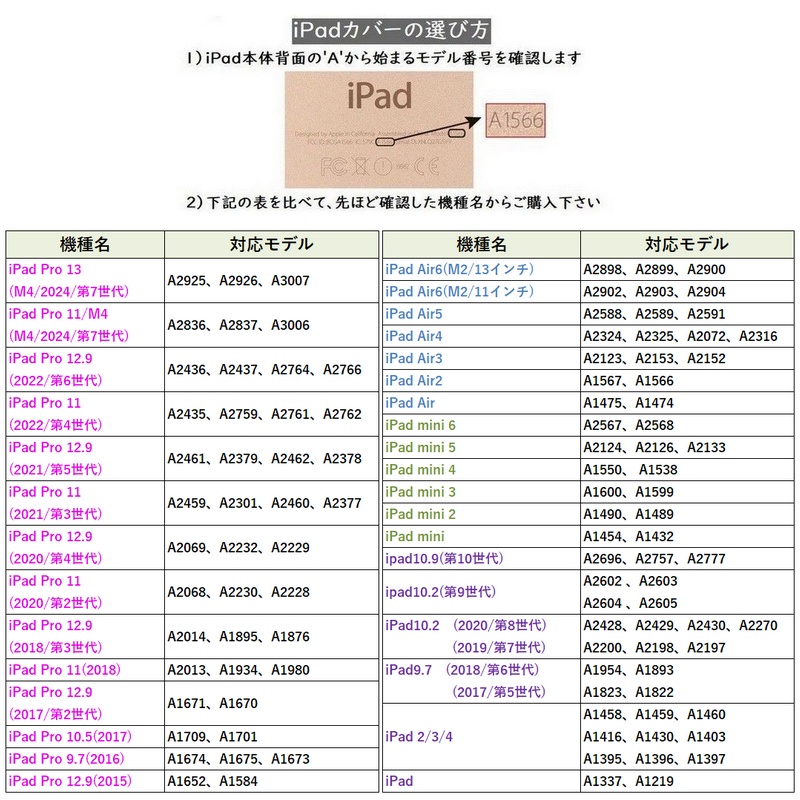 iPadカバーの選び方
1）iPad本体背面の'A'から始まるモデル番号を確認します
iPad
Designed by Apple in California
A1566
2）下記の表を比べて、先ほど確認した機種名からご購入下さい
機種名 対応モデル
iPad Pro 13
(M4/2024/第7世代)
A2925、A2926、A3007
iPad Pro 11/M4
(M4/2024/第7世代)
A2836、A2837、A3006
iPad Pro 12.9
(2022/第6世代)
A2436、A2437、A2764、A2766
iPad Pro 11
(2022/第4世代)
A2435、A2759、A2761、A2762
iPad Pro 12.9
(2021/第5世代)
A2461、A2379、A2462、A2378
iPad Pro 11
(2021/第3世代)
A2459、A2301、A2460、A2377
iPad Pro 12.9
(2020/第4世代)
A2069、A2232、A2229
iPad Pro 11
(2020/第2世代)
A2068、A2230、A2228
iPad Pro 12.9
(2018/第3世代)
A2014、A1895、A1876
iPad Pro 11(2018) A2013、A1934、A1980
iPad Pro 12.9
(2017/第2世代)
A1671、A1670
iPad Pro 10.5(2017) A1709、A1701
iPad Pro 9.7(2016) A1674、A1675、A1673
iPad Pro 12.9(2015) A1652、A1584
機種名 対応モデル
iPad Air6(M2/13インチ) A2898、A2899、A2900
iPad Air6(M2/11インチ) A2902、A2903、A2904
iPad Air5 A2588、A2589、A2591
iPad Air4 A2324、A2325、A2072、A2316
iPad Air3 A2123、A2153、A2152
iPad Air2 A1567、A1566
iPad Air A1475、A1474
iPad mini 6 A2567、A2568
iPad mini 5 A2124、A2126、A2133
iPad mini 4 A1550、 A1538
iPad mini 3 A1600、A1599
iPad mini 2 A1490、A1489
iPad mini A1454、A1432
ipad10.9(第10世代) A2696、A2757、A2777
ipad10.2(第9世代)
A2602 、A2603
A2604 、A2605
iPad10.2 （2020/第8世代） A2428、A2429、A2430、A2270
（2019/第7世代） A2200、A2198、A2197
iPad9.7 （2018/第6世代） A1954、A1893
（2017/第5世代） A1823、A1822
iPad 2/3/4
A1458、A1459、A1460
A1416、A1430、A1403
A1395、A1396、A1397
iPad A1337、A1219